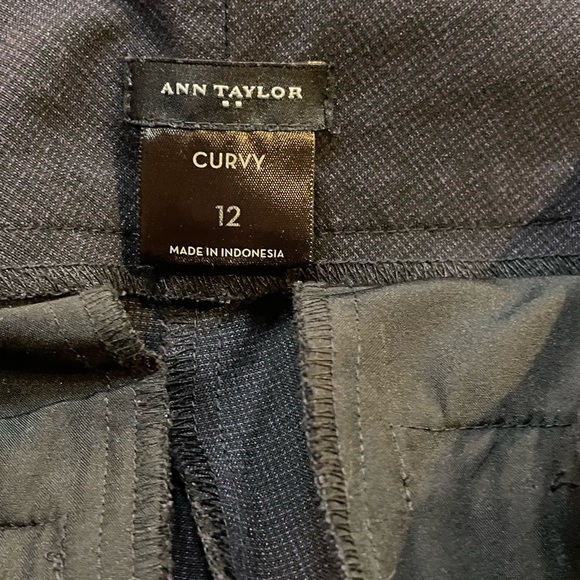 ANN TAYLOR
CURVY
12
MADE IN INDONESIA